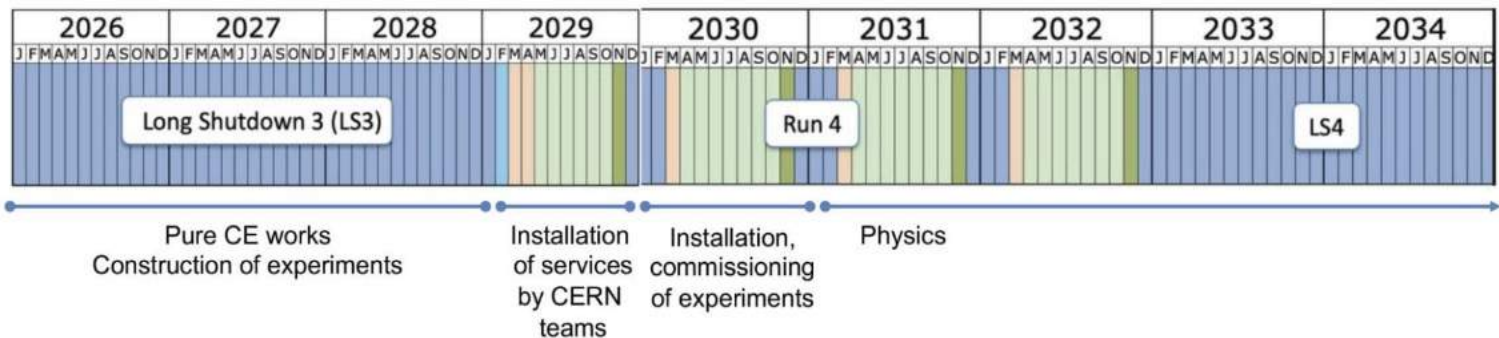 2026 2027 2028 2029 2030 2031 2032 2033 2034
J F M A M J J A S O N D J F M A M J J A S O N D J F M A M J J A S O N D J F M A M J J A S O N D J F M A M J J A S O N D J F M A M J J A S O N D J F M A M J J A S O N D J F M A M J J A S O N D J F M A M J J A S O N D
Long Shutdown 3 (LS3)
Run 4
LS4
Pure CE works
Construction of experiments
Installation
of services
by CERN
teams
Installation,
commissioning
of experiments
Physics